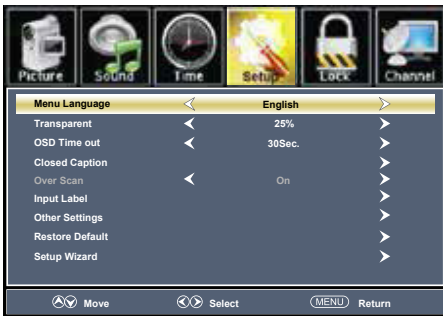 Picture Sound Time Setup Lock Channel
Menu Language English
Transparent 25%
OSD Time out 30Sec.
Closed Caption
Over Scan On
Input Label
Other Settings
Restore Default
Setup Wizard
Move Select MENU Return